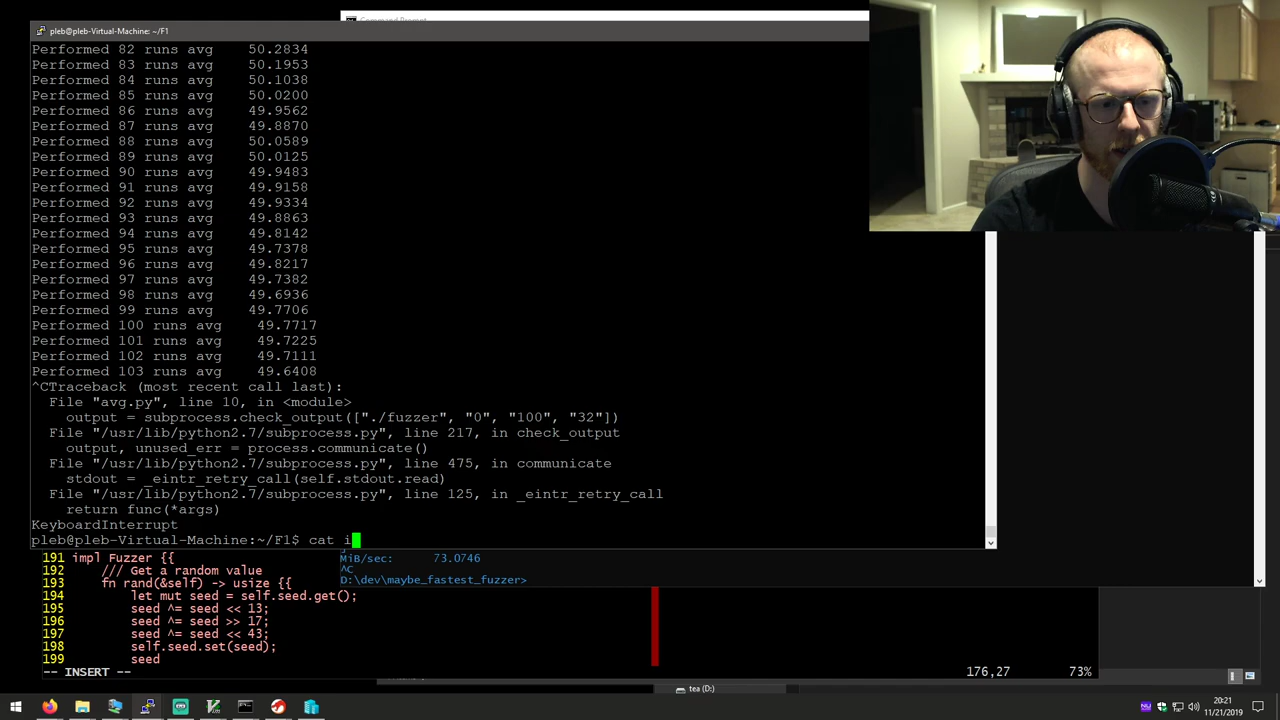 Command Prompt
pleb@pleb-Virtual-Machine: ~/F1
Performed 82 runs avg    50.2834
Performed 83 runs avg    50.1953
Performed 84 runs avg    50.1038
Performed 85 runs avg    50.0200
Performed 86 runs avg    49.9562
Performed 87 runs avg    49.8870
Performed 88 runs avg    50.0589
Performed 89 runs avg    50.0125
Performed 90 runs avg    49.9483
Performed 91 runs avg    49.9158
Performed 92 runs avg    49.9334
Performed 93 runs avg    49.8863
Performed 94 runs avg    49.8142
Performed 95 runs avg    49.7378
Performed 96 runs avg    49.8217
Performed 97 runs avg    49.7382
Performed 98 runs avg    49.6936
Performed 99 runs avg    49.7706
Performed 100 runs avg    49.7717
Performed 101 runs avg    49.7225
Performed 102 runs avg    49.7111
Performed 103 runs avg    49.6408
^CTraceback (most recent call last):
  File "avg.py", line 10, in <module>
    output = subprocess.check_output(["./fuzzer", "0", "100", "32"])
  File "/usr/lib/python2.7/subprocess.py", line 217, in check_output
    output, unused_err = process.communicate()
  File "/usr/lib/python2.7/subprocess.py", line 475, in communicate
    stdout = _eintr_retry_call(self.stdout.read)
  File "/usr/lib/python2.7/subprocess.py", line 125, in _eintr_retry_call
    return func(*args)
KeyboardInterrupt
pleb@pleb-Virtual-Machine:~/F1$ cat i
MiB/sec:    73.0746
^C
D:\dev\maybe_fastest_fuzzer>
191 impl Fuzzer {{
192     /// Get a random value
193     fn rand(&self) -> usize {{
194         let mut seed = self.seed.get();
195         seed ^= seed << 13;
196         seed ^= seed >> 17;
197         seed ^= seed << 43;
198         self.seed.set(seed);
199         seed
-- INSERT --
176,27
73%
tea (D:)
20:21
11/21/2019